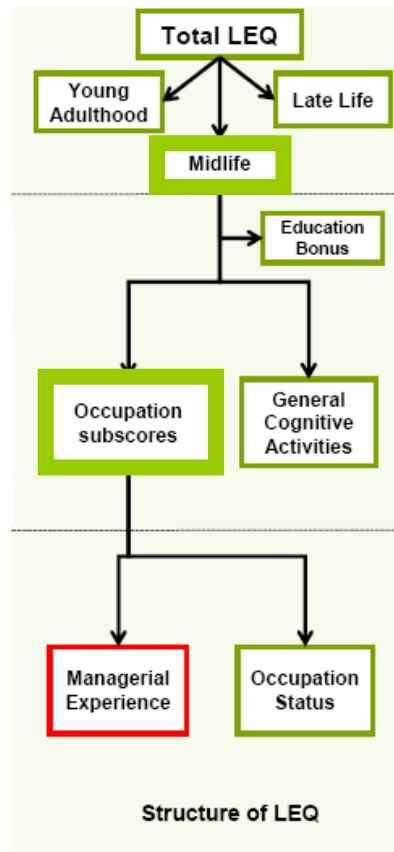 Total LEQ
Young
Adulthood
Late Life
Midlife
Education
Bonus
Occupation
subscores
General
Cognitive
Activities
Managerial
Experience
Occupation
Status
Structure of LEQ